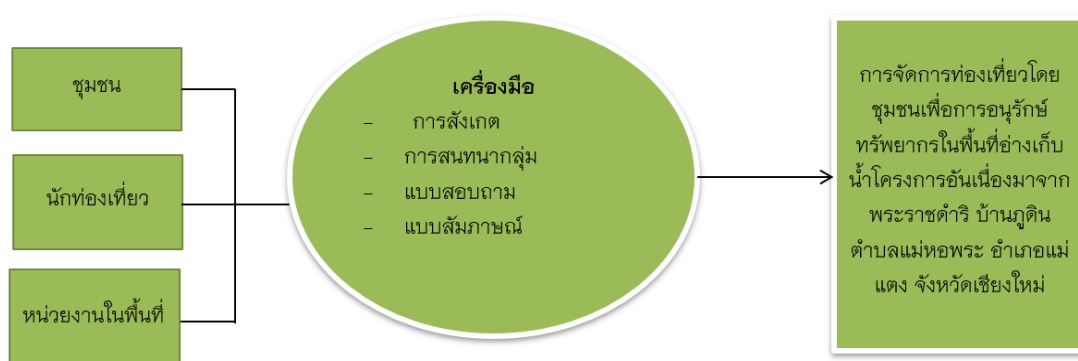 ชุมชน
นักท่องเที่ยว
หน่วยงานในพื้นที่
เครื่องมือ
– การสังเกต
– การสนทนากลุ่ม
– แบบสอบถาม
– แบบสัมภาษณ์
การจัดการท่องเที่ยวโดย
ชุมชนเพื่อการอนุรักษ์
ทรัพยากรในพื้นที่อ่างเก็บ
น้ำโครงการอันเนื่องมาจาก
พระราชดำริ บ้านภูดิน
ตำบลแม่หอพระ อำเภอแม่
แตง จังหวัดเชียงใหม่